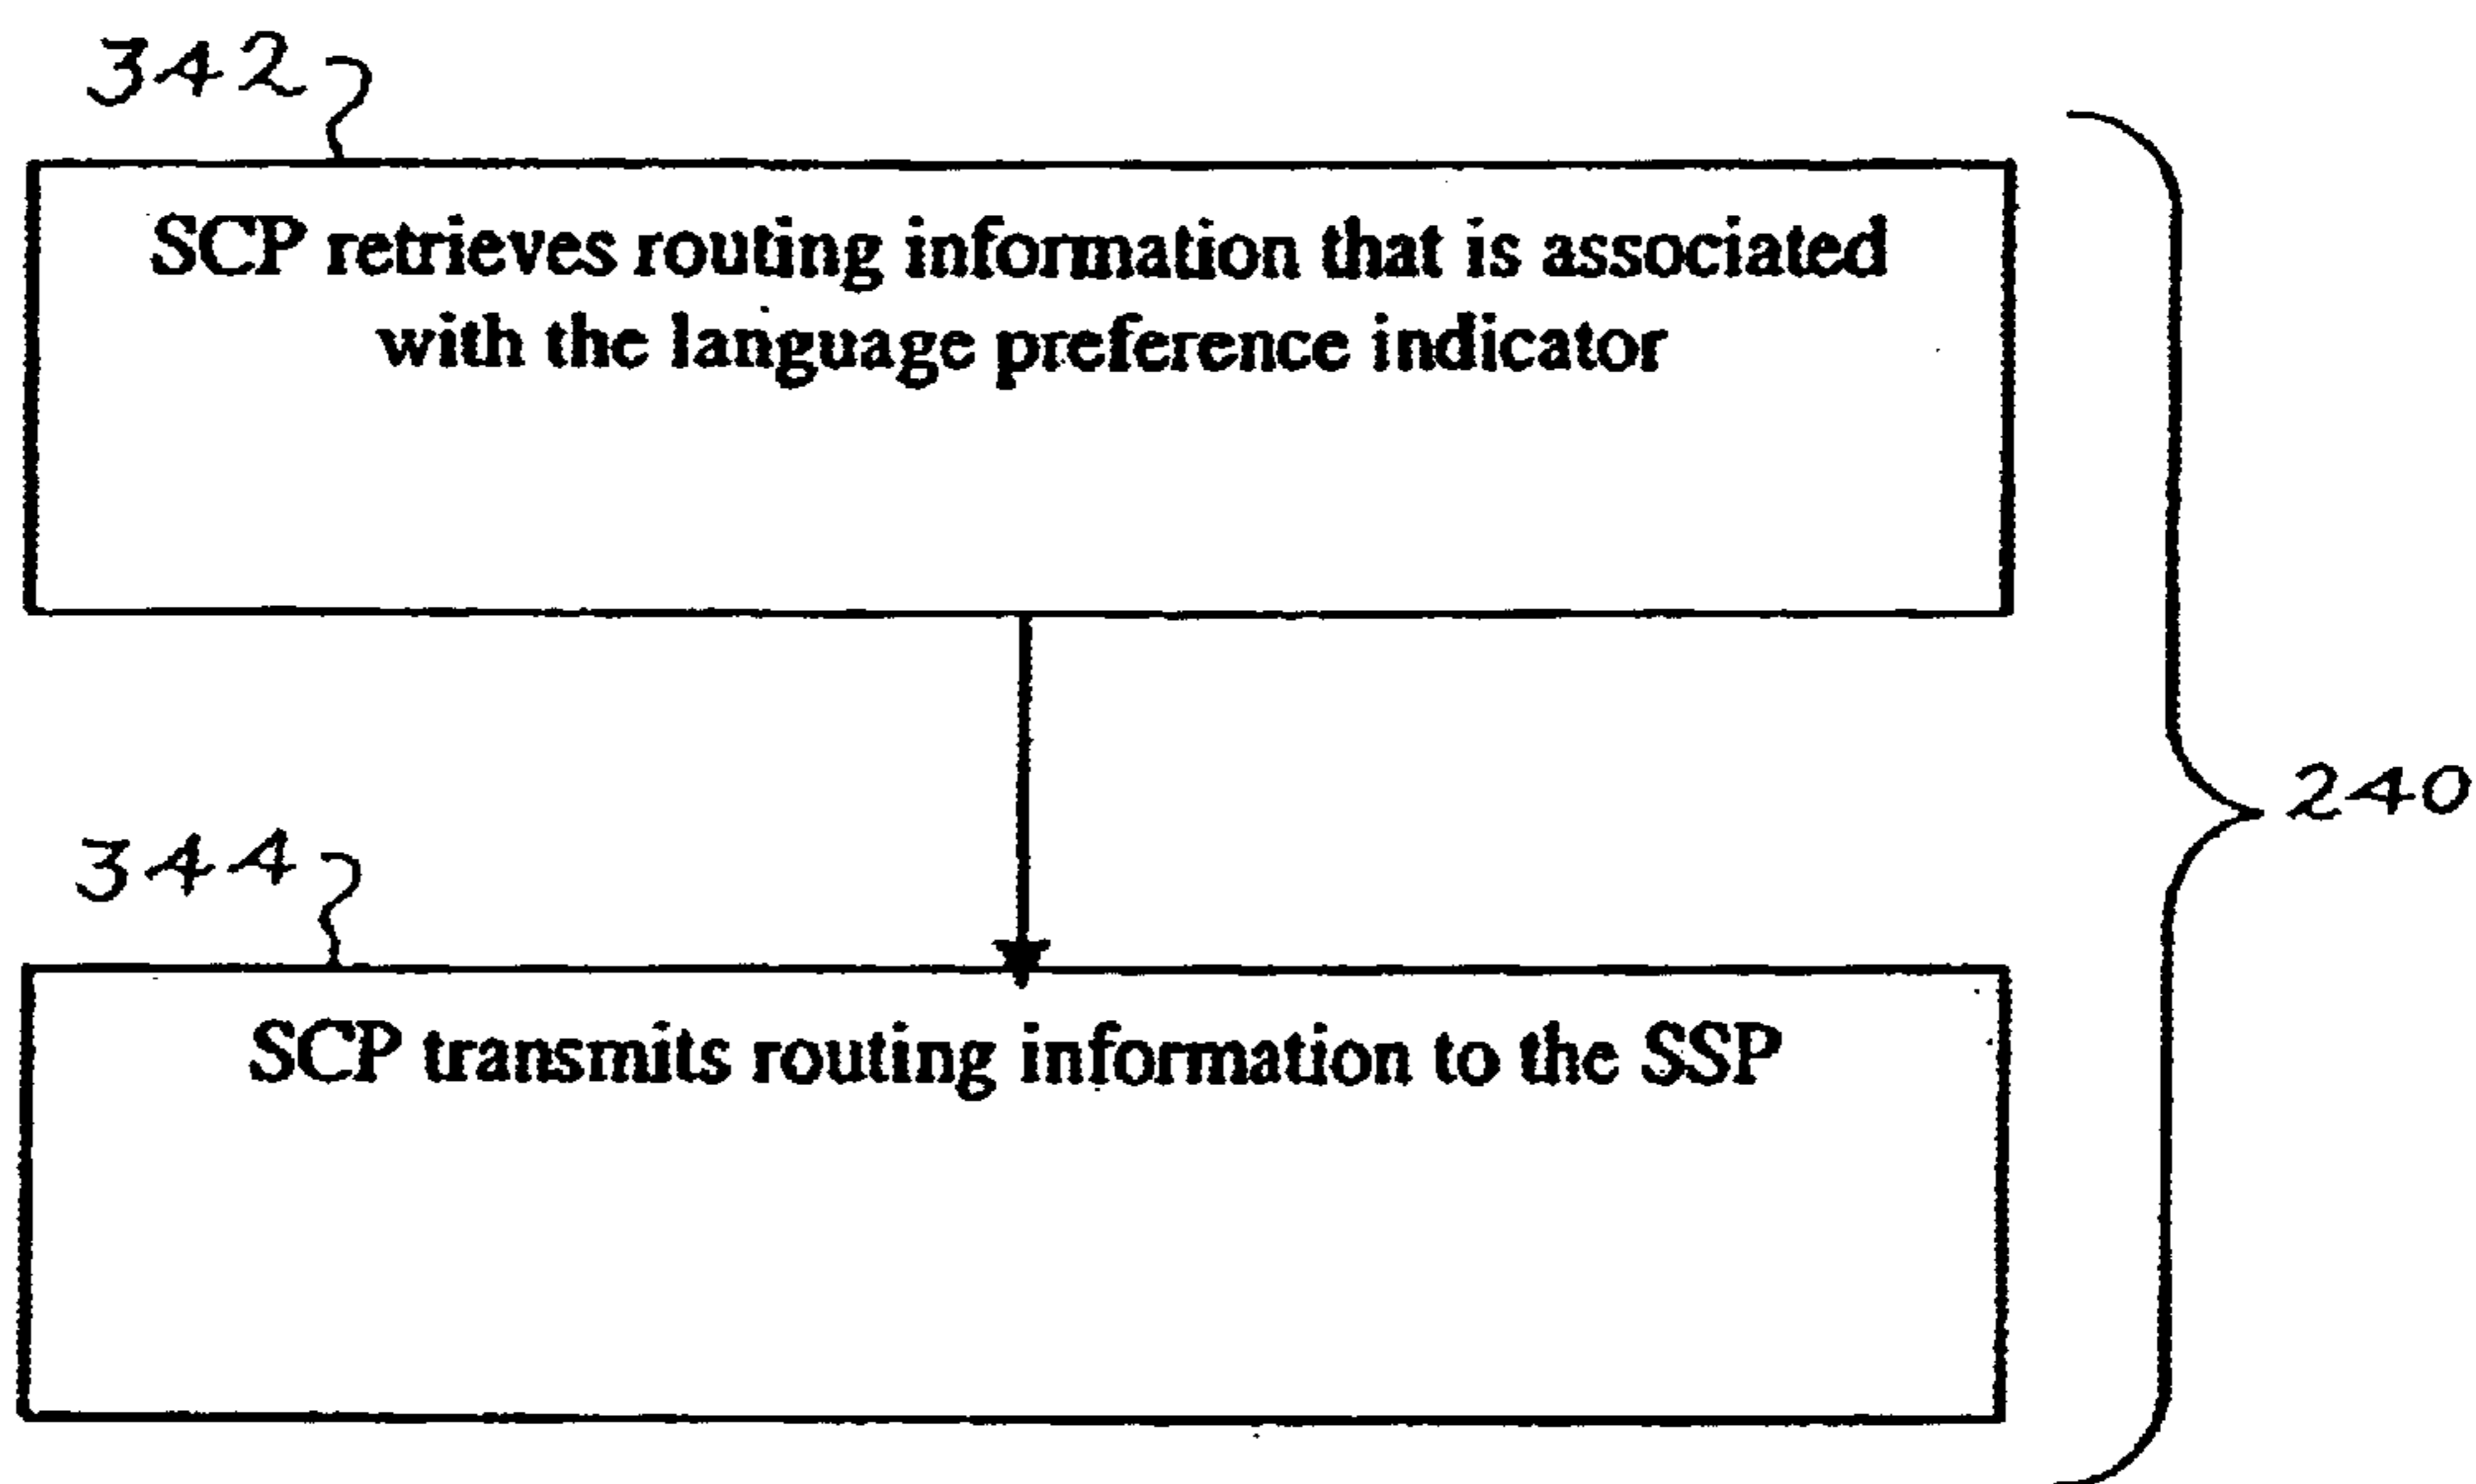 342
SCP retrieves routing information that is associated
with the language preference indicator
240
344
SCP transmits routing information to the SSP